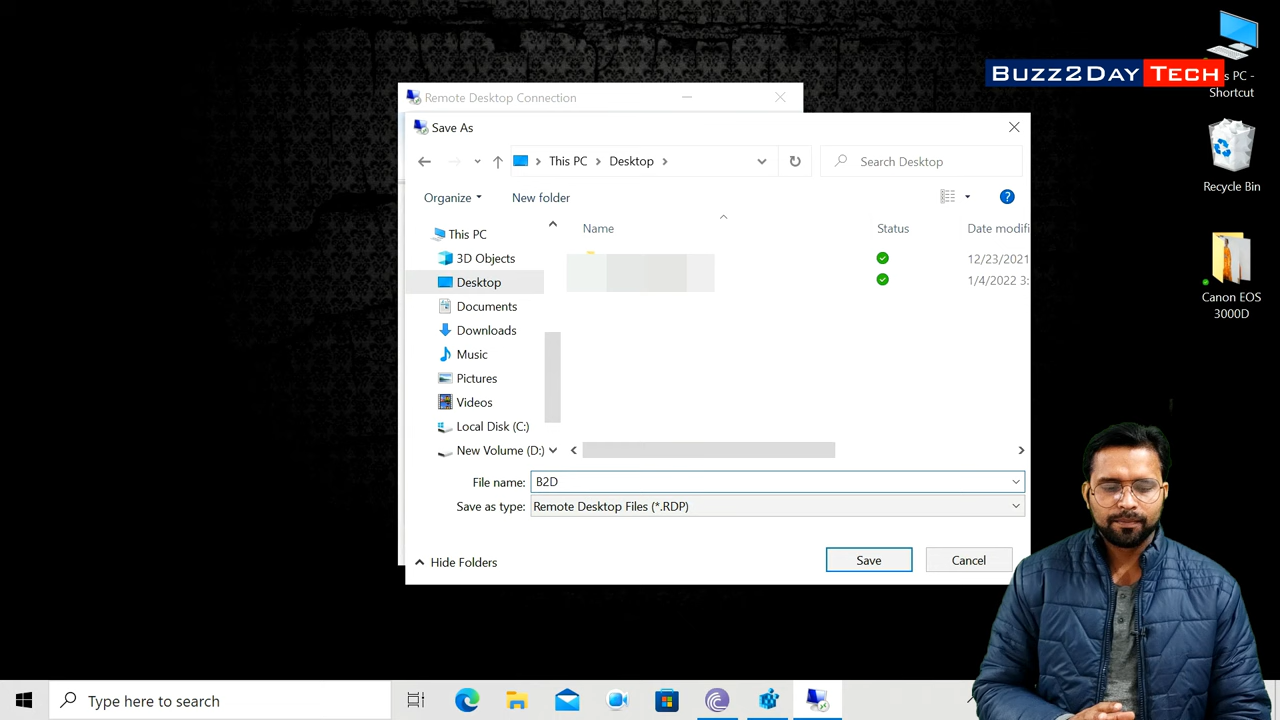 Buzz2Day Tech
s PC -
Shortcut
Remote Desktop Connection
Save As
This PC
Desktop
Search Desktop
Recycle Bin
Organize
New folder
Name
Status
Date modifi
This PC
3D Objects
12/23/2021
Desktop
1/4/2022 3:
Documents
Canon EOS
3000D
Downloads
Music
Pictures
Videos
Local Disk (C:)
New Volume (D:)
File name:
B2D
Save as type:
Remote Desktop Files (*.RDP)
Hide Folders
Save
Cancel
Type here to search